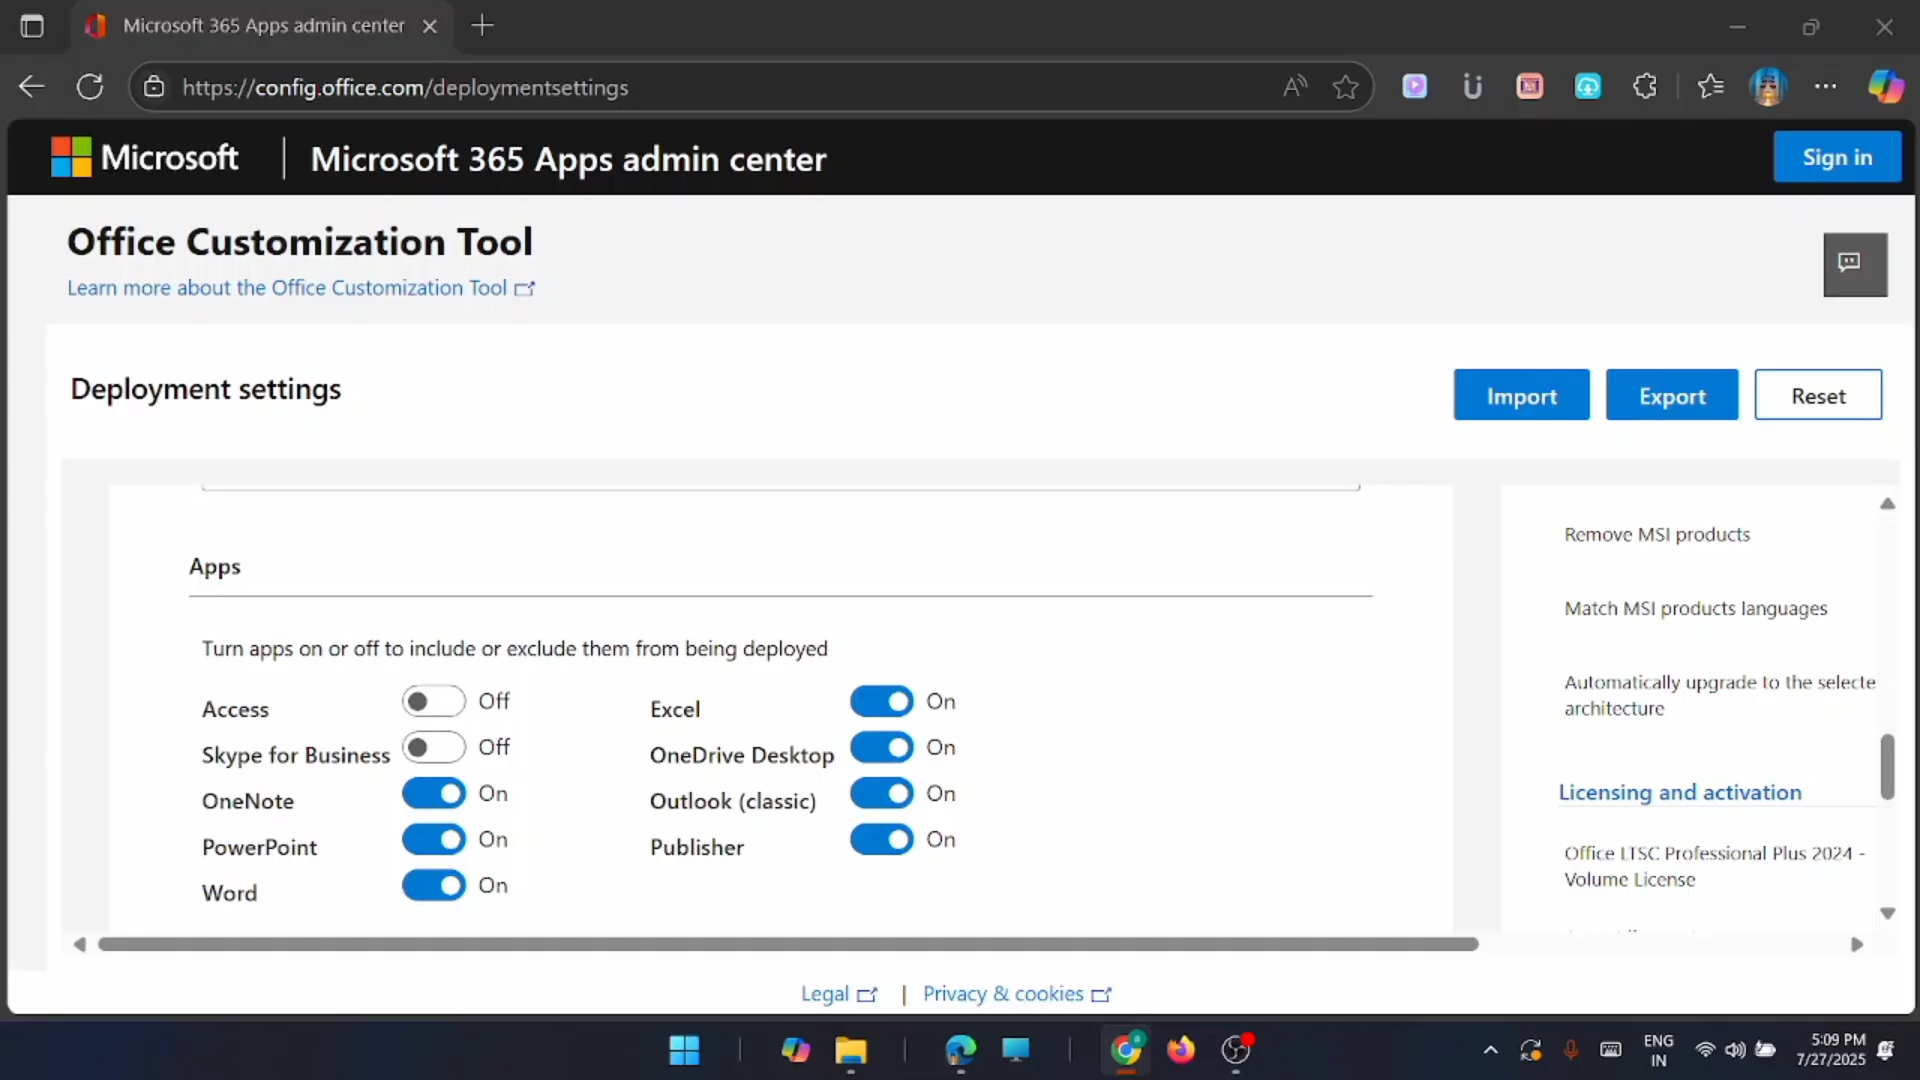 Microsoft 365 Apps admin center
https://config.office.com/deploymentsettings
Microsoft | Microsoft 365 Apps admin center
Sign in
Office Customization Tool
Learn more about the Office Customization Tool
Deployment settings
Import
Export
Reset
Apps
Turn apps on or off to include or exclude them from being deployed
Access Off
Excel On
Skype for Business Off
OneDrive Desktop On
OneNote On
Outlook (classic) On
PowerPoint On
Publisher On
Word On
Remove MSI products
Match MSI products languages
Automatically upgrade to the selecte
architecture
Licensing and activation
Office LTSC Professional Plus 2024 -
Volume License
Legal | Privacy & cookies
ENG
IN
5:09 PM
7/27/2025